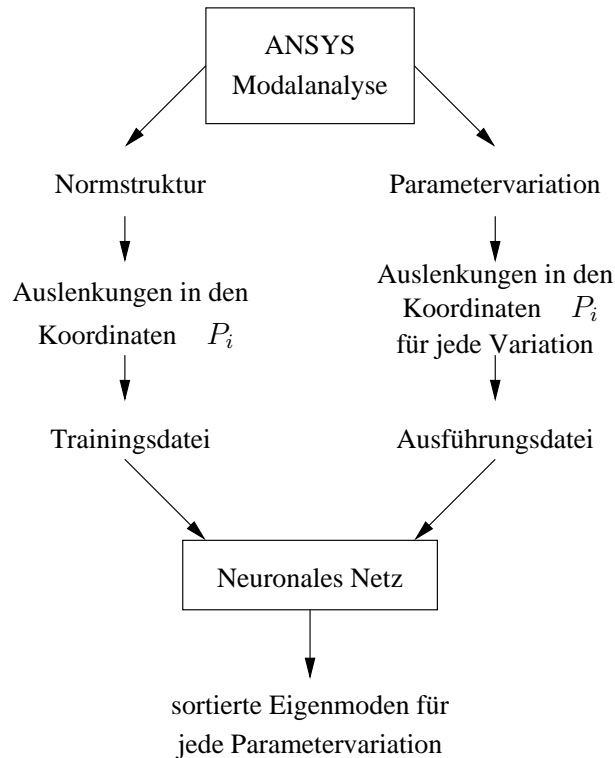 ANSYS
Modalanalyse
Normstruktur
Parametervariation
Auslenkungen in den
Koordinaten P_i
Auslenkungen in den
Koordinaten P_i
für jede Variation
Trainingsdatei
Ausführungsdatei
Neuronales Netz
sortierte Eigenmoden für
jede Parametervariation